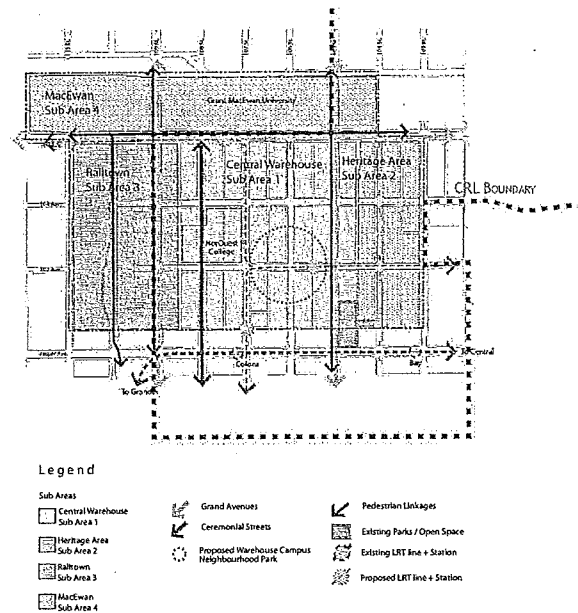 MacEwan
Sub Area 4
Grant MacEwan University
Railtown
Sub Area 3
Central Warehouse
Sub Area 1
Heritage Area
Sub Area 2
CRL BOUNDARY
NorQuest
College
Corona
Bay
To Central
To Grandin
Legend
Sub Areas
Central Warehouse
Sub Area 1
Heritage Area
Sub Area 2
Railtown
Sub Area 3
MacEwan
Sub Area 4
Grand Avenues
Ceremonial Streets
Proposed Warehouse Campus
Neighbourhood Park
Pedestrian Linkages
Existing Parks / Open Space
Existing LRT line + Station
Proposed LRT line + Station